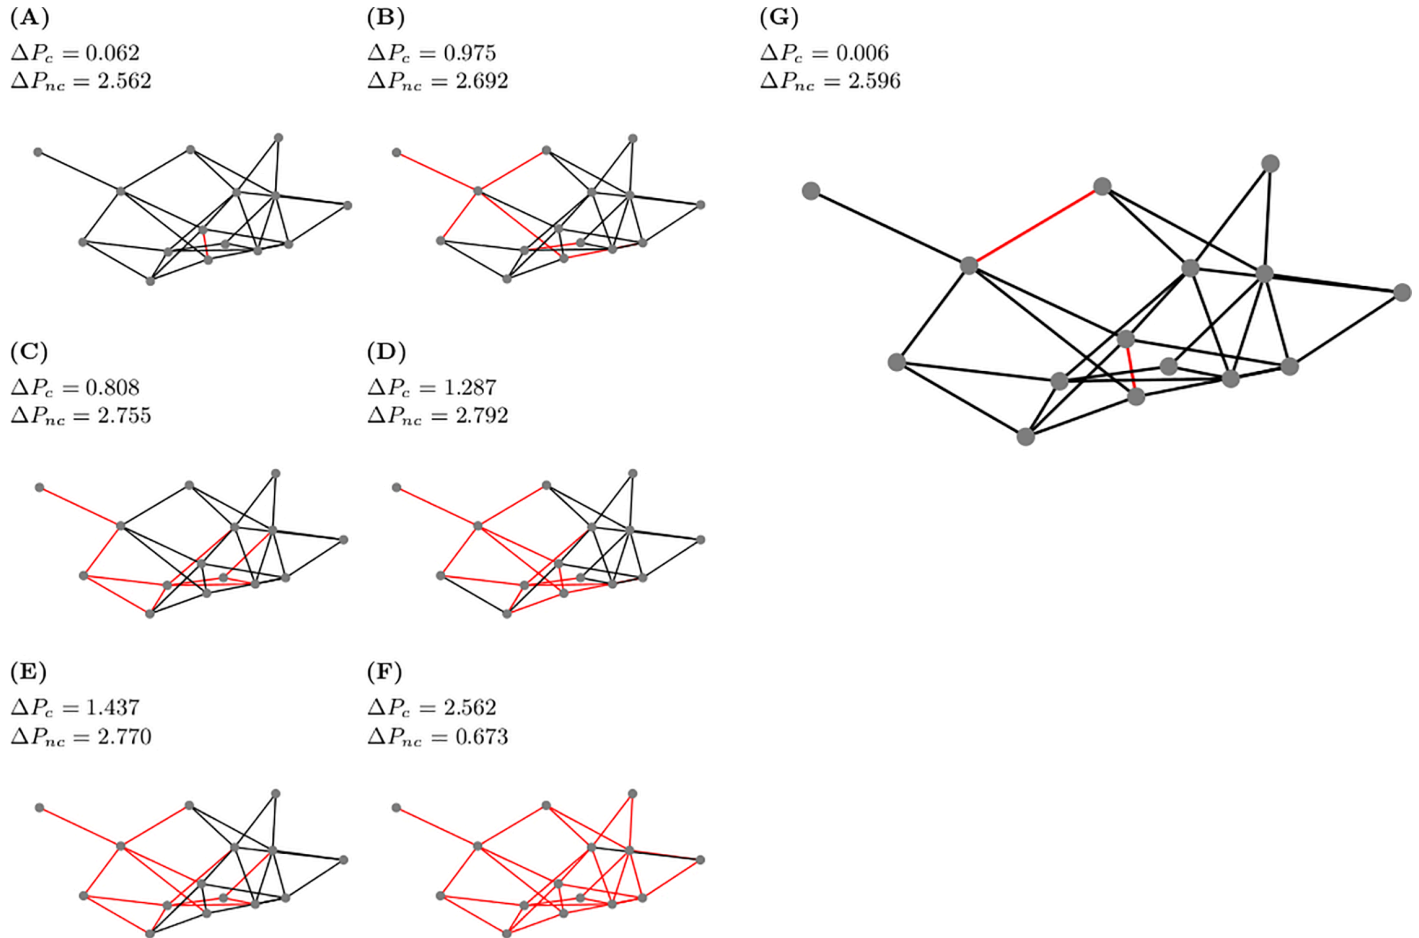 (A)
ΔP_c = 0.062
ΔP_nc = 2.562
(B)
ΔP_c = 0.975
ΔP_nc = 2.692
(G)
ΔP_c = 0.006
ΔP_nc = 2.596
(C)
ΔP_c = 0.808
ΔP_nc = 2.755
(D)
ΔP_c = 1.287
ΔP_nc = 2.792
(E)
ΔP_c = 1.437
ΔP_nc = 2.770
(F)
ΔP_c = 2.562
ΔP_nc = 0.673